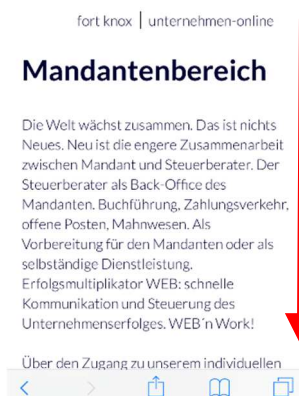 fort knox | unternehmen-online
Mandantenbereich
Die Welt wächst zusammen. Das ist nichts
Neues. Neu ist die engere Zusammenarbeit
zwischen Mandant und Steuerberater. Der
Steuerberater als Back-Office des
Mandanten. Buchführung, Zahlungsverkehr,
offene Posten, Mahnwesen. Als
Vorbereitung für den Mandanten oder als
selbständige Dienstleistung.
Erfolgsmultiplikator WEB: schnelle
Kommunikation und Steuerung des
Unternehmenserfolges. WEB´n Work!
Über den Zugang zu unserem individuellen